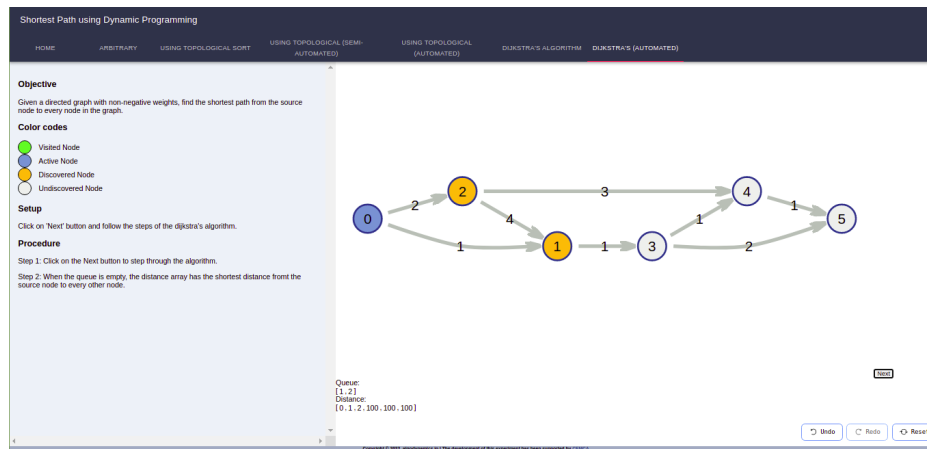 Shortest Path using Dynamic Programming
HOME
ARBITRARY
USING TOPOLOGICAL SORT
USING TOPOLOGICAL (SEMI-
AUTOMATED)
USING TOPOLOGICAL
(AUTOMATED)
DIJKSTRA'S ALGORITHM
DIJKSTRA'S (AUTOMATED)
Objective
Given a directed graph with non-negative weights, find the shortest path from the source
node to every node in the graph.
Color codes
Visited Node
Active Node
Discovered Node
Undiscovered Node
Setup
Click on 'Next' button and follow the steps of the dijkstra's algorithm.
Procedure
Step 1: Click on the Next button to step through the algorithm.
Step 2: When the queue is empty, the distance array has the shortest distance fromt the
source node to every other node.
2
3
4
0
2
4
1
1
5
1
1
1
3
2
Next
Queue:
[1,2]
Distance:
[0,1,2,100,100,100]
Undo
Redo
Reset